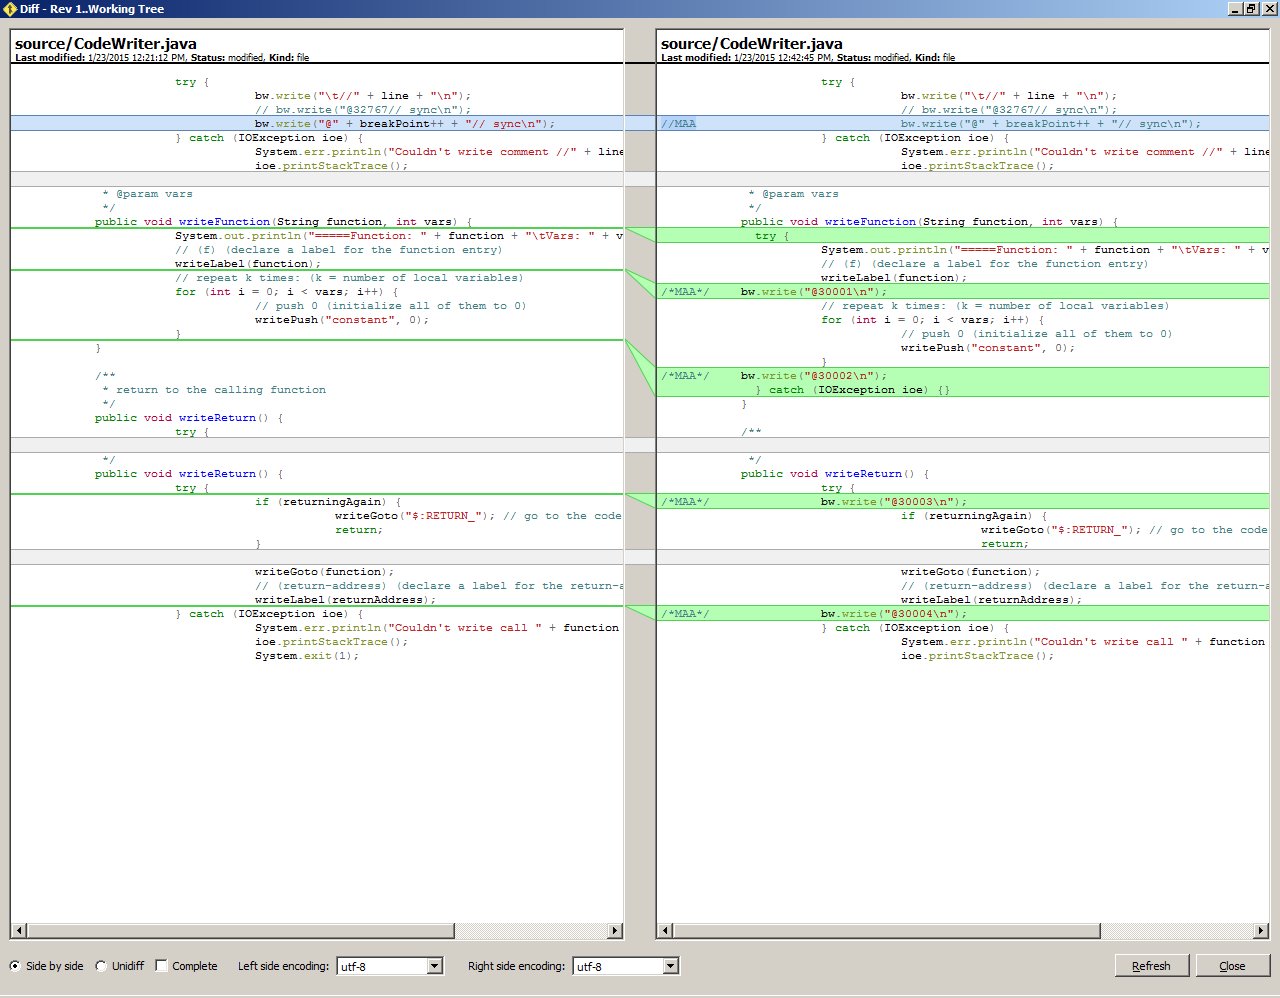 Diff - Rev 1..Working Tree
source/CodeWriter.java
Last modified: 1/23/2015 12:21:12 PM, Status: modified, Kind: file
try {
bw.write("\t//" + line + "\n");
// bw.write("@32767// sync\n");
bw.write("@" + breakPoint++ + "// sync\n");
} catch (IOException ioe) {
System.err.println("Couldn't write comment //" + line
ioe.printStackTrace();
* @param vars
*/
public void writeFunction(String function, int vars) {
System.out.println("=====Function: " + function + "\tVars: " + v
// (f) (declare a label for the function entry)
writeLabel(function);
// repeat k times: (k = number of local variables)
for (int i = 0; i < vars; i++) {
// push 0 (initialize all of them to 0)
writePush("constant", 0);
}
}
/**
* return to the calling function
*/
public void writeReturn() {
try {
*/
public void writeReturn() {
try {
if (returningAgain) {
writeGoto("$:RETURN_"); // go to the code
return;
}
writeGoto(function);
// (return-address) (declare a label for the return-a
writeLabel(returnAddress);
} catch (IOException ioe) {
System.err.println("Couldn't write call " + function
ioe.printStackTrace();
System.exit(1);
source/CodeWriter.java
Last modified: 1/23/2015 12:42:45 PM, Status: modified, Kind: file
try {
bw.write("\t//" + line + "\n");
// bw.write("@32767// sync\n");
//MAA bw.write("@" + breakPoint++ + "// sync\n");
} catch (IOException ioe) {
System.err.println("Couldn't write comment //" + line
ioe.printStackTrace();
* @param vars
*/
public void writeFunction(String function, int vars) {
try {
System.out.println("=====Function: " + function + "\tVars: " + v
// (f) (declare a label for the function entry)
writeLabel(function);
/*MAA*/ bw.write("@30001\n");
// repeat k times: (k = number of local variables)
for (int i = 0; i < vars; i++) {
// push 0 (initialize all of them to 0)
writePush("constant", 0);
}
/*MAA*/ bw.write("@30002\n");
} catch (IOException ioe) {}
}
/**
*/
public void writeReturn() {
try {
/*MAA*/ bw.write("@30003\n");
if (returningAgain) {
writeGoto("$:RETURN_"); // go to the code
return;
writeGoto(function);
// (return-address) (declare a label for the return-a
writeLabel(returnAddress);
/*MAA*/ bw.write("@30004\n");
} catch (IOException ioe) {
System.err.println("Couldn't write call " + function
ioe.printStackTrace();
Side by side Unidiff Complete Left side encoding: utf-8 Right side encoding: utf-8 Refresh Close